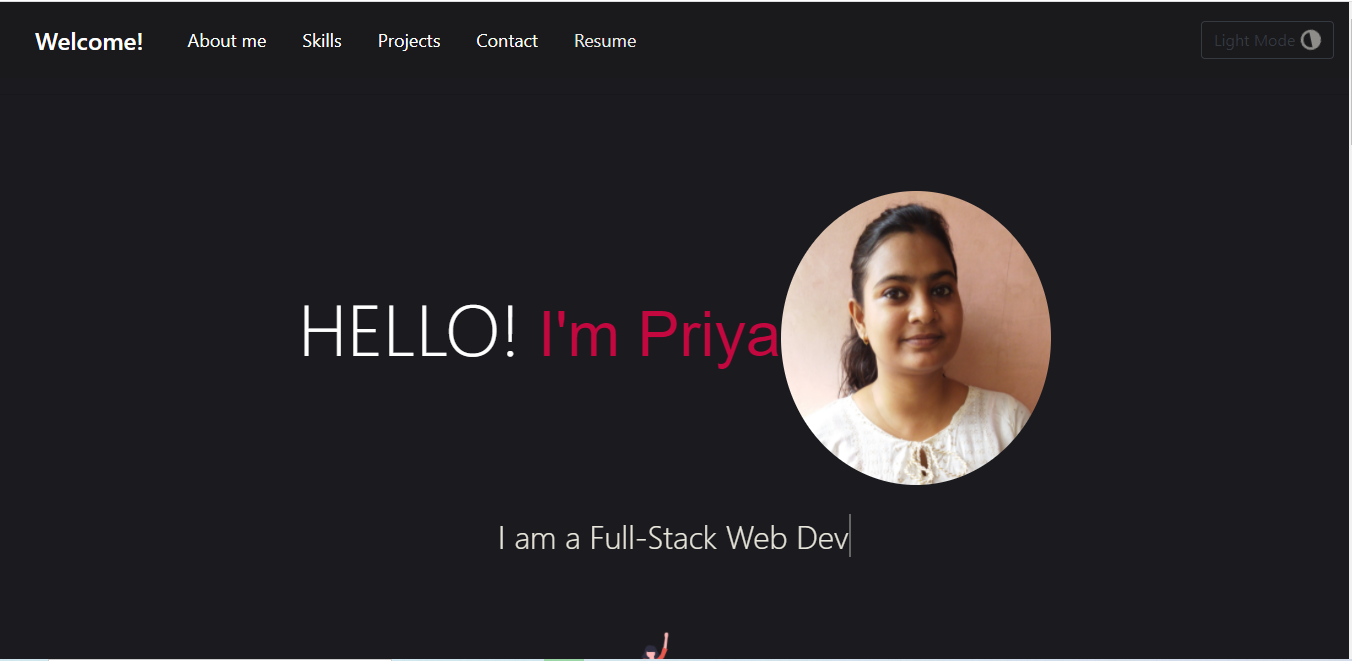 Welcome! About me Skills Projects Contact Resume Light Mode
HELLO! I'm Priya
I am a Full-Stack Web Dev